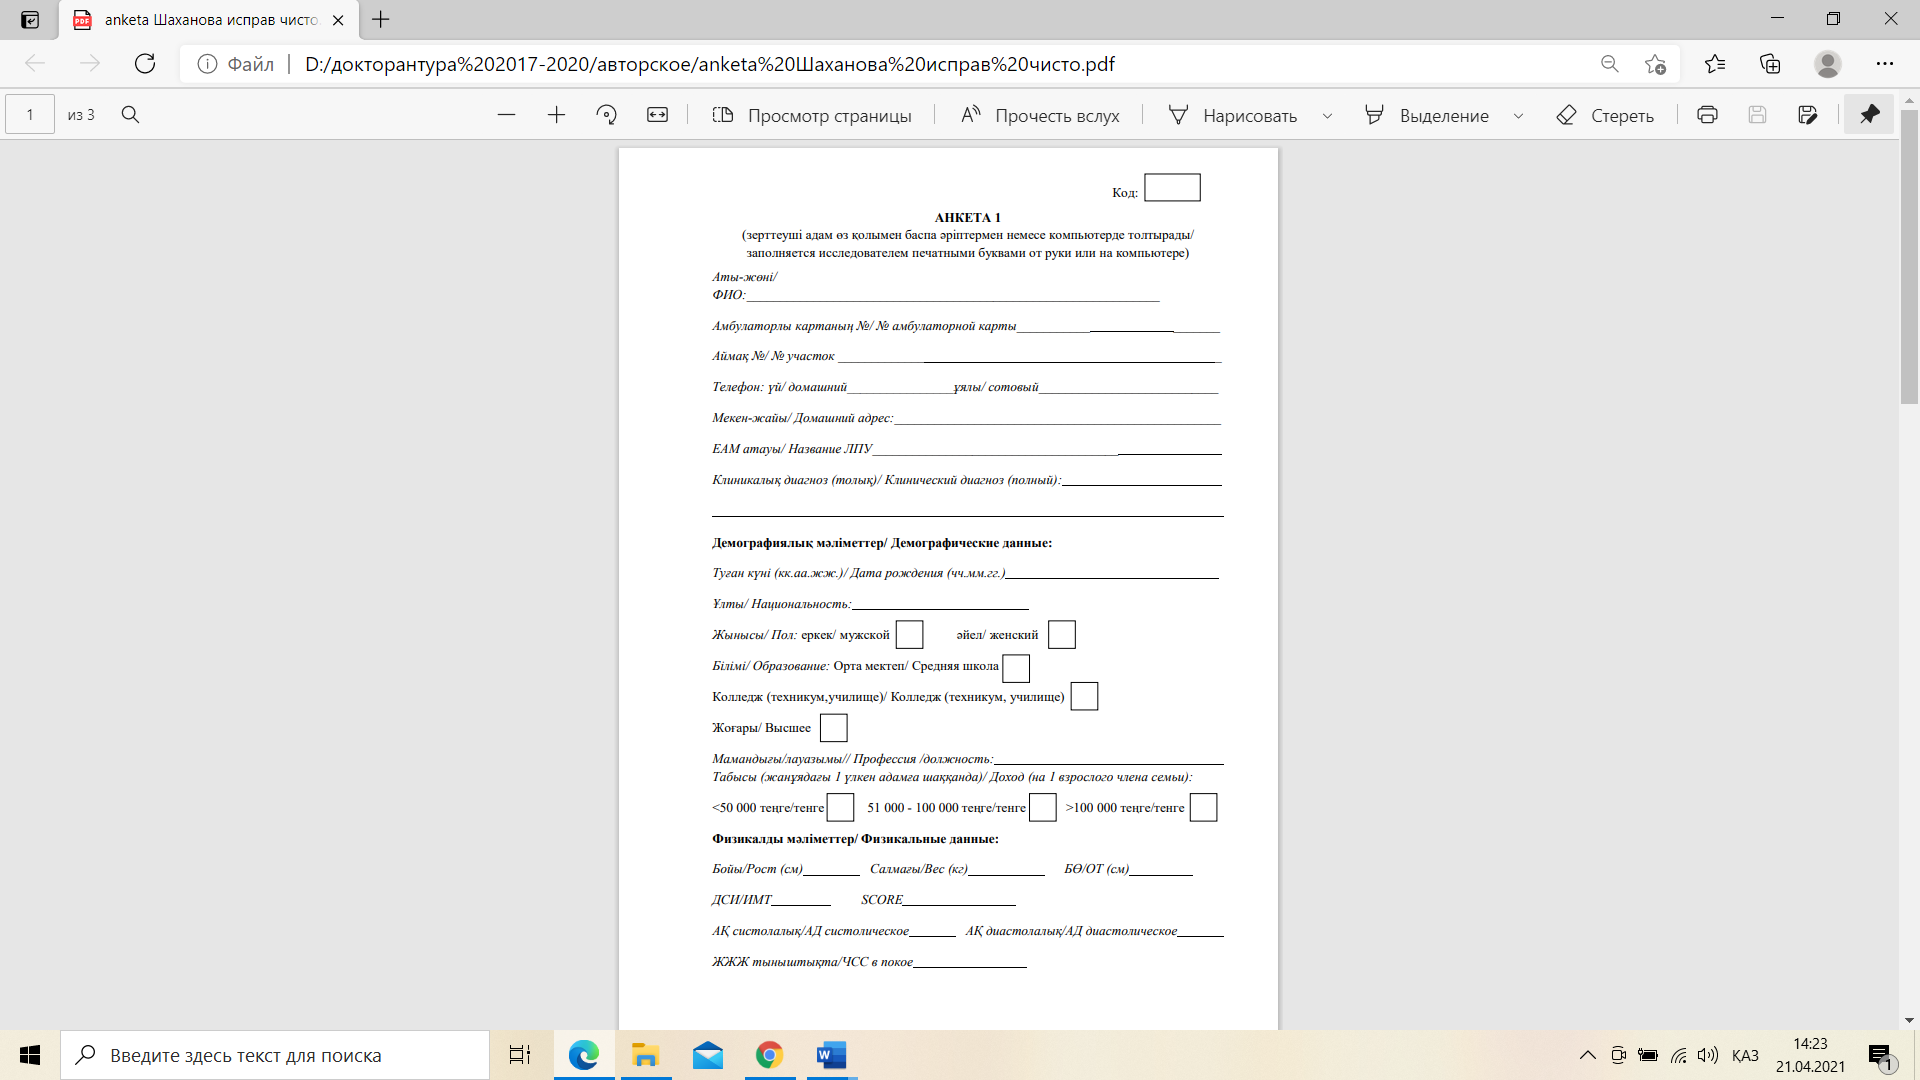 anketa Шаханова исправ чисто.
Файл | D:/докторантура%202017-2020/авторское/anketa%20Шаханова%20исправ%20чисто.pdf
1 из 3 Просмотр страницы Прочесть вслух Нарисовать Выделение Стереть
Код:
АНКЕТА 1
(зерттеуші адам өз қолымен баспа әріптермен немесе компьютерде толтырады/
заполняется исследователем печатными буквами от руки или на компьютере)
Аты-жөні/
ФИО:
Амбулаторлы картаның №/ № амбулаторной карты
Аймақ №/ № участок
Телефон: үй/ домашний ұялы/ сотовый
Мекен-жайы/ Домашний адрес:
ЕАМ атауы/ Название ЛПУ
Клиникалық диагноз (толық)/ Клинический диагноз (полный):
Демографиялық мәліметтер/ Демографические данные:
Туған күні (кк.аа.жж.)/ Дата рождения (чч.мм.гг.)
Ұлты/ Национальность:
Жынысы/ Пол: еркек/ мужской әйел/ женский
Білімі/ Образование: Орта мектеп/ Средняя школа
Колледж (техникум,училище)/ Колледж (техникум, училище)
Жоғары/ Высшее
Мамандығы/лауазымы// Профессия /должность:
Табысы (жанұядағы 1 үлкен адамға шаққанда)/ Доход (на 1 взрослого члена семьи):
<50 000 теңге/тенге 51 000 - 100 000 теңге/тенге >100 000 теңге/тенге
Физикалды мәліметтер/ Физикальные данные:
Бойы/Рост (см) Салмағы/Вес (кг) БӨ/ОТ (см)
ДСИ/ИМТ SCORE
АҚ систолалық/АД систолическое АҚ диастолалық/АД диастолическое
ЖЖЖ тыныштықта/ЧСС в покое
Введите здесь текст для поиска
ҚАЗ
14:23
21.04.2021
1